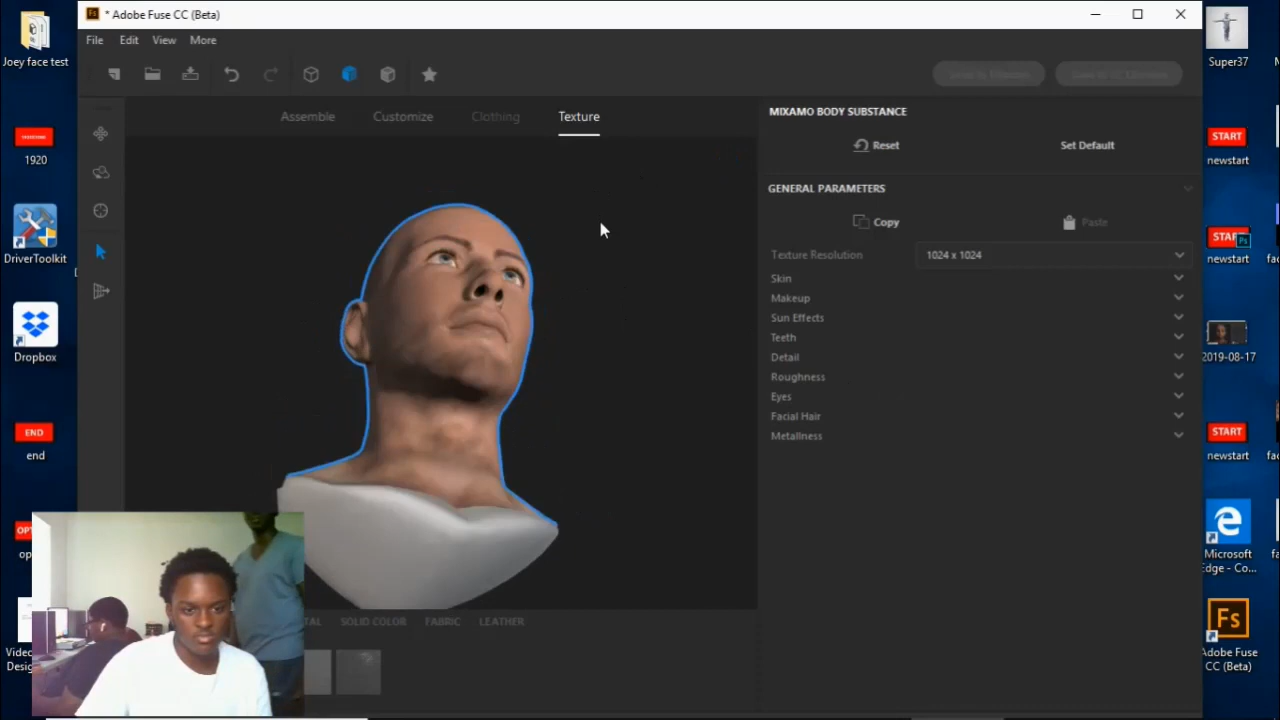 Joey face test
1920
DriverToolkit
Dropbox
END
end
Fs * Adobe Fuse CC (Beta)
File Edit View More
Assemble Customize Clothing Texture
MIXAMO BODY SUBSTANCE
Reset Set Default
GENERAL PARAMETERS
Copy Paste
Texture Resolution 1024 x 1024
Skin
Makeup
Sun Effects
Teeth
Detail
Roughness
Eyes
Facial Hair
Metallness
SOLID COLOR FABRIC LEATHER
Super37
START
newstart
Ps
newstart
2019-08-17
START
newstart
Microsoft
Edge - Co...
Fs
Adobe Fuse
CC (Beta)